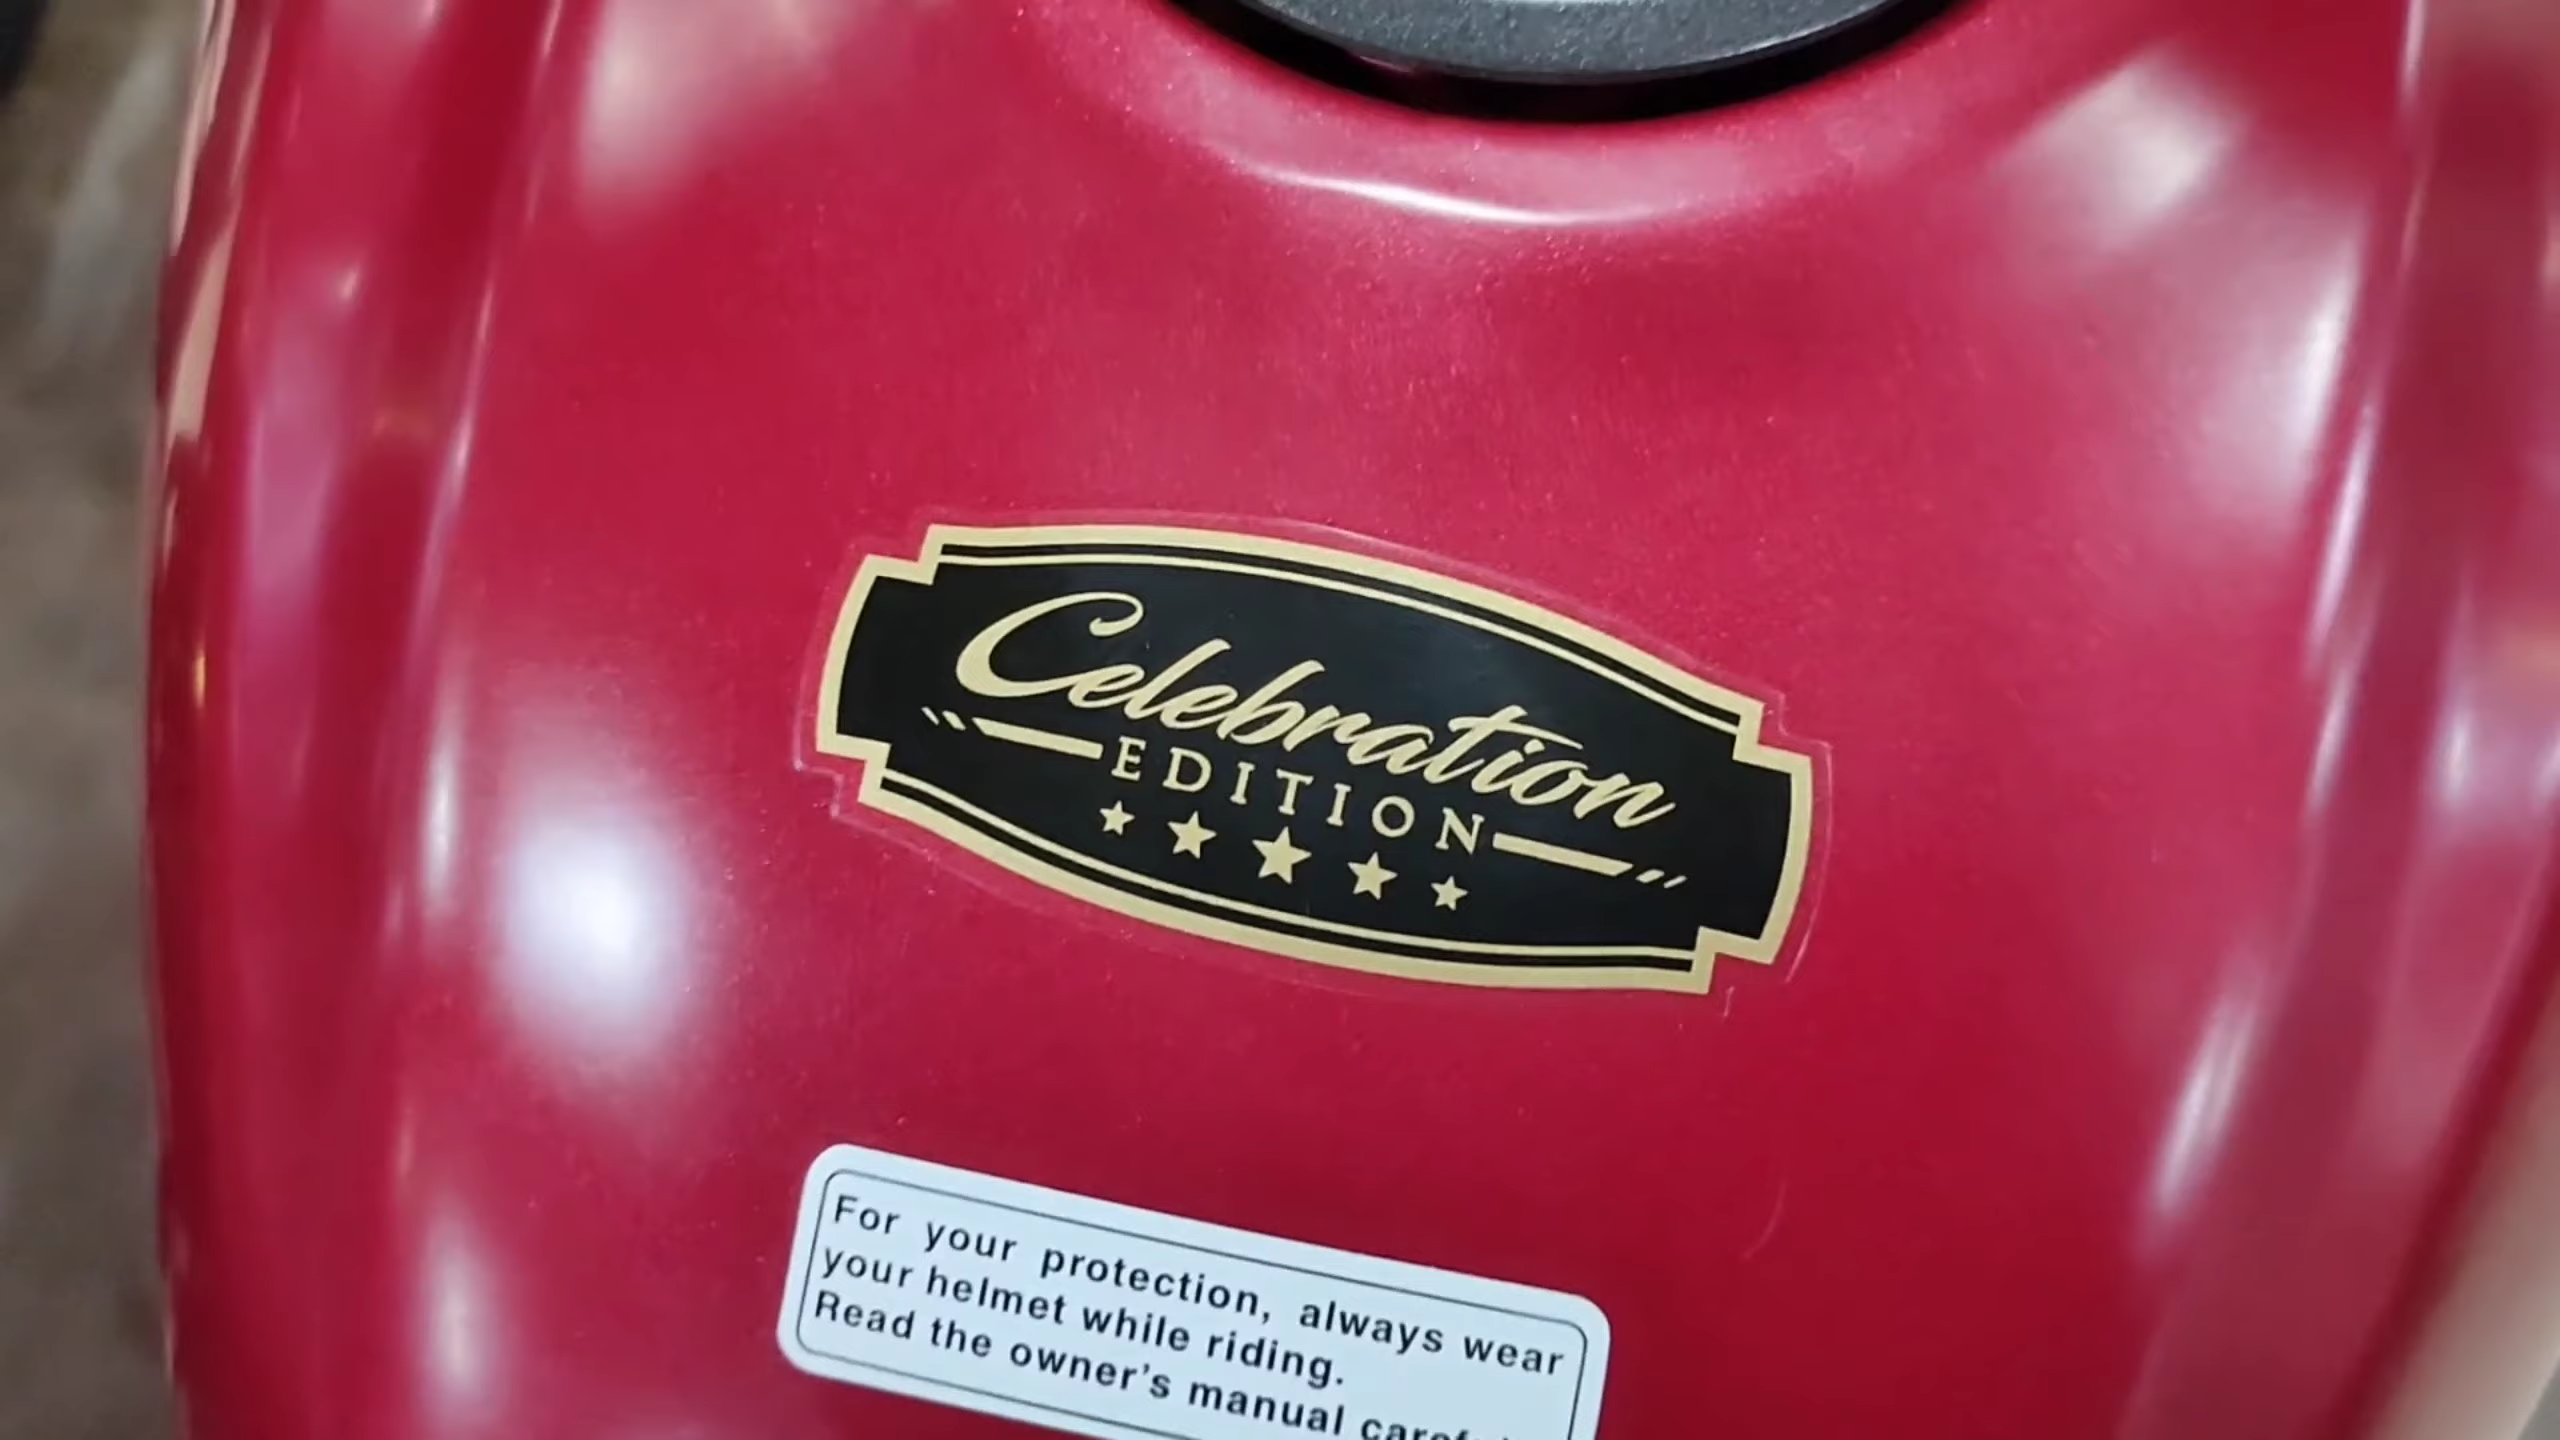 Celebration
EDITION
For your protection, always wear
your helmet while riding.
Read the owner's manual